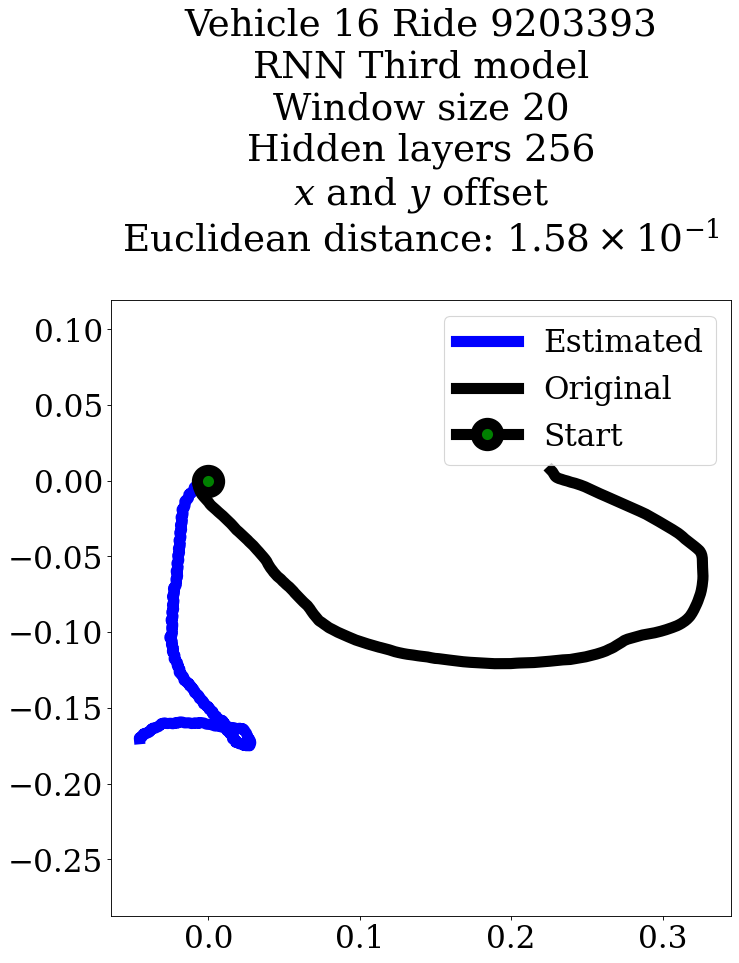 Vehicle 16 Ride 9203393
RNN Third model
Window size 20
Hidden layers 256
x and y offset
Euclidean distance: 1.58 × 10⁻¹
Estimated
Original
Start
0.10
0.05
0.00
−0.05
−0.10
−0.15
−0.20
−0.25
0.0 0.1 0.2 0.3